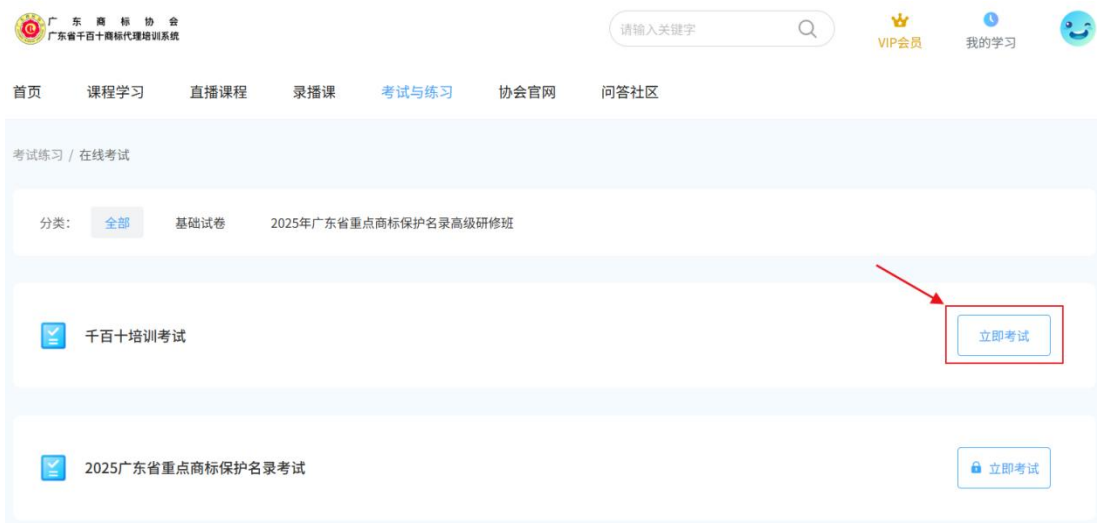 广东商标协会
广东省千百十商标代理培训系统
请输入关键字
VIP会员
我的学习
首页 课程学习 直播课程 录播课 考试与练习 协会官网 问答社区
考试练习 / 在线考试
分类： 全部 基础试卷 2025年广东省重点商标保护名录高级研修班
千百十培训考试 立即考试
2025广东省重点商标保护名录考试 立即考试